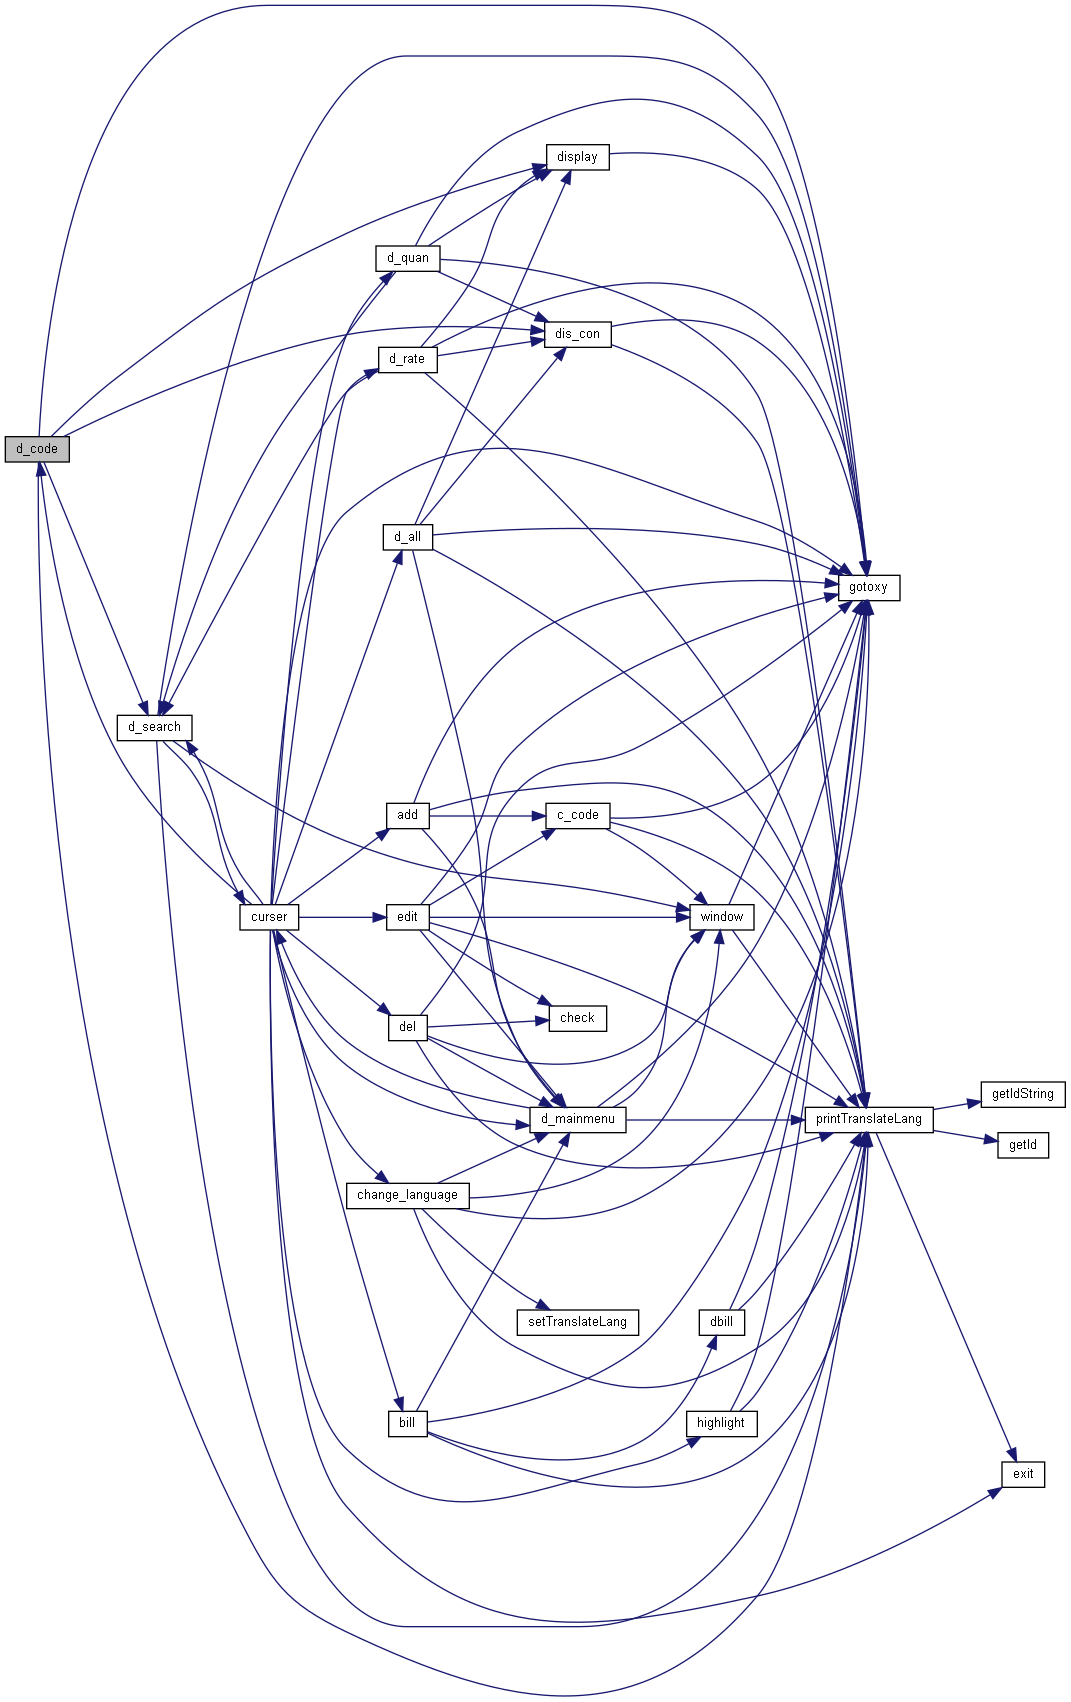 display
d_quan
dis_con
d_rate
d_code
d_all
gotoxy
d_search
add
c_code
curser
edit
window
check
del
getIdString
d_mainmenu
printTranslateLang
getId
change_language
setTranslateLang
dbill
bill
highlight
exit